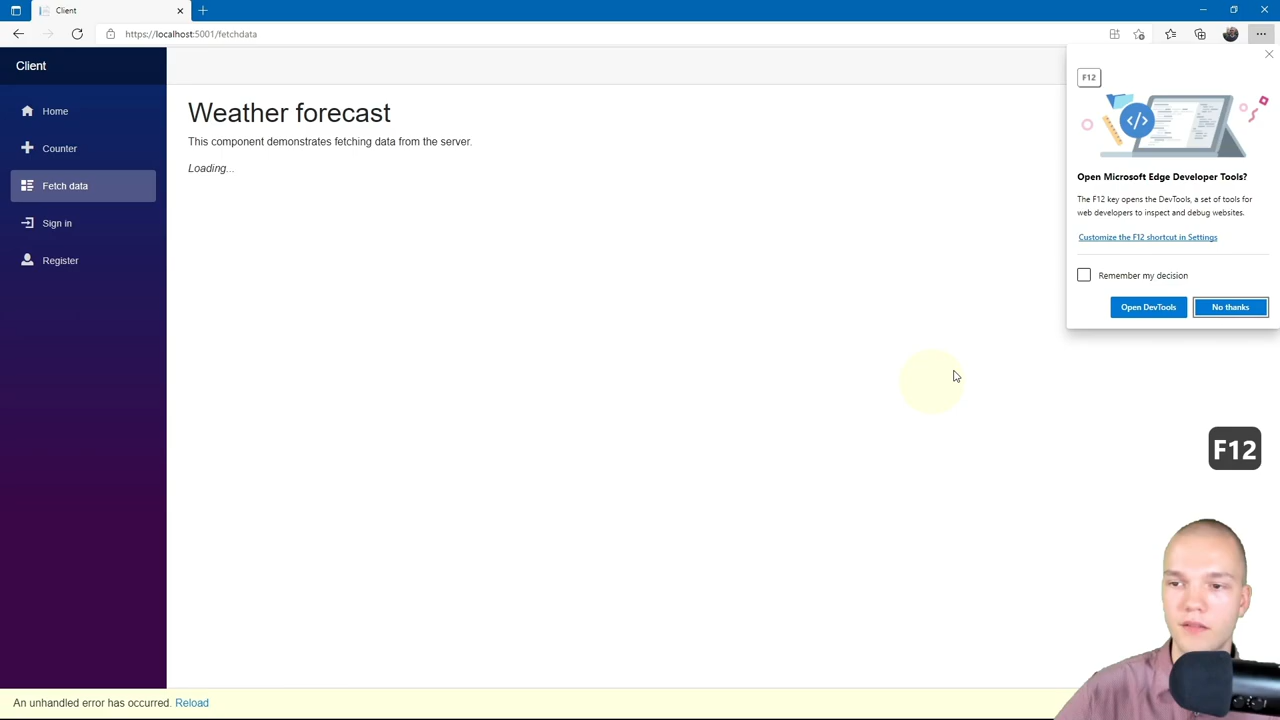 Client
https://localhost:5001/fetchdata
Client
Home
Counter
Fetch data
Sign in
Register
Weather forecast
This component demonstrates fetching data from the server.
Loading...
F12
Open Microsoft Edge Developer Tools?
The F12 key opens the DevTools, a set of tools for
web developers to inspect and debug websites.
Customize the F12 shortcut in Settings
Remember my decision
Open DevTools
No thanks
F12
An unhandled error has occurred. Reload